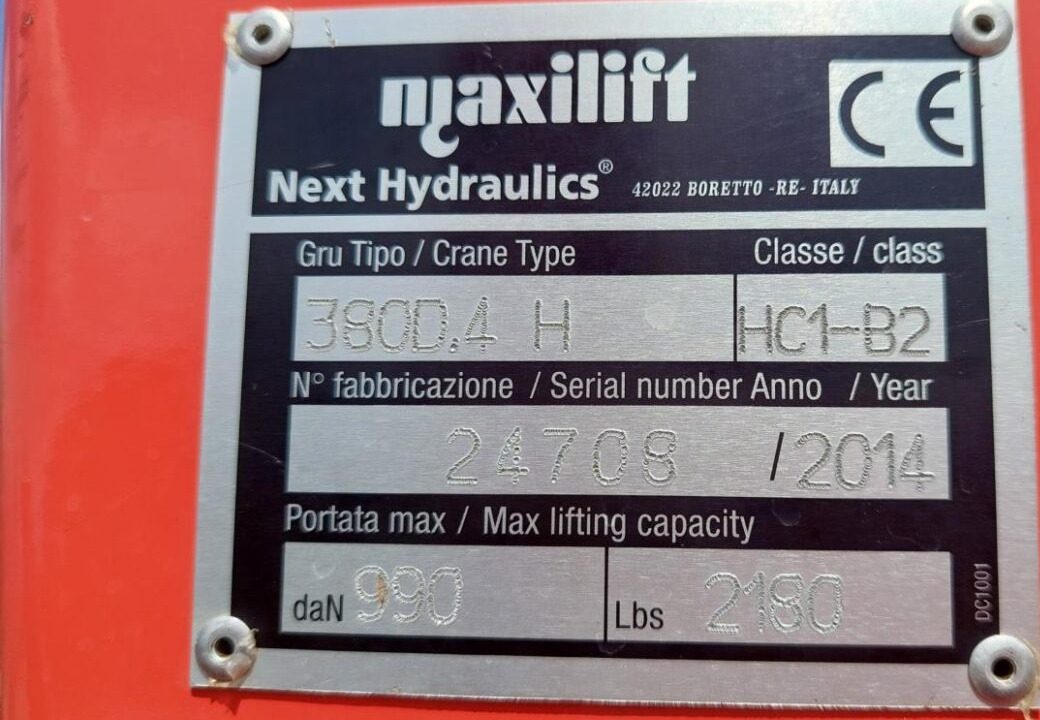 maxilift
CE
Next Hydraulics® 42022 BORETTO -RE- ITALY
Gru Tipo / Crane Type Classe / class
380D.4 H HC1-B2
N° fabbricazione / Serial number Anno / Year
24708 /2014
Portata max / Max lifting capacity
daN 990 Lbs 2180
DC1001